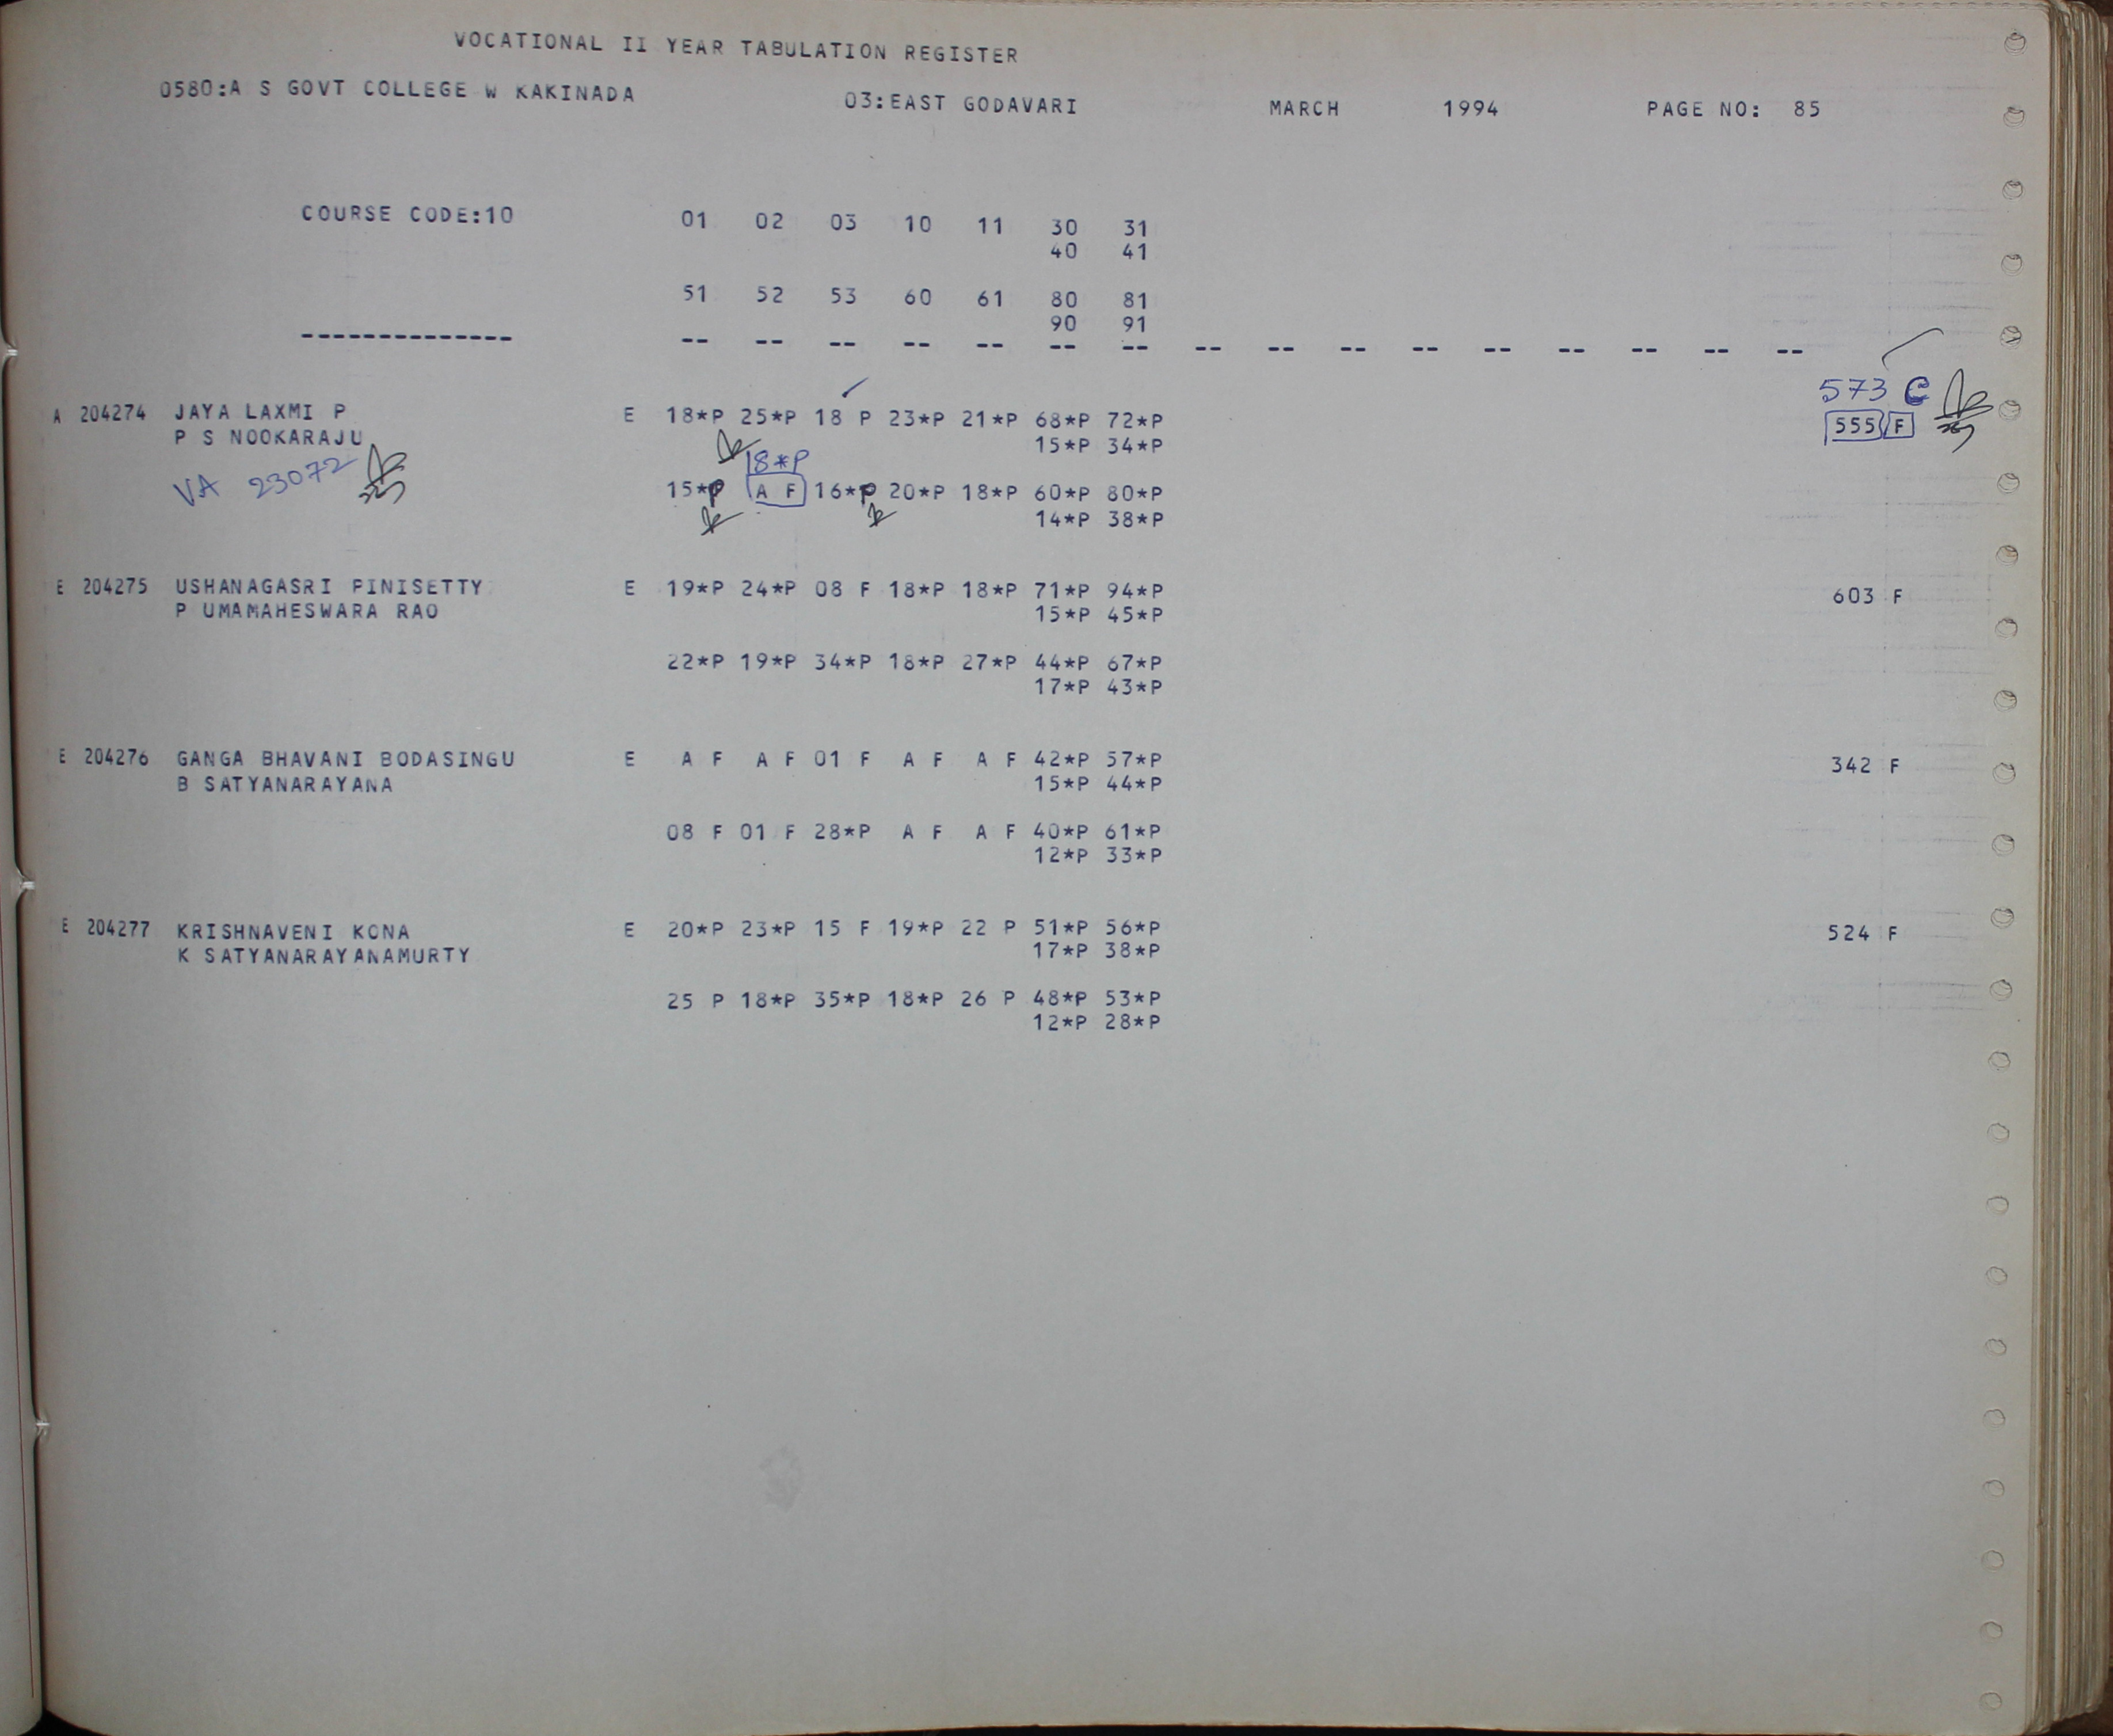 VOCATIONAL II YEAR TABULATION REGISTER
0580:A S GOVT COLLEGE W KAKINADA 03:EAST GODAVARI MARCH 1994 PAGE NO: 85
COURSE CODE:10 01 02 03 10 11 30 31
40 41
51 52 53 60 61 80 81
90 91
-------------- -- -- -- -- -- -- -- -- -- -- -- -- -- -- -- --
573 C
A 204274 JAYA LAXMI P E 18*P 25*P 18 P 23*P 21*P 68*P 72*P 555 F
P S NOOKARAJU 15*P 34*P
VA 23072 18*P
15*P A F 16*P 20*P 18*P 60*P 80*P
14*P 38*P
E 204275 USHANAGASRI PINISETTY E 19*P 24*P 08 F 18*P 18*P 71*P 94*P 603 F
P UMAMAHESWARA RAO 15*P 45*P
22*P 19*P 34*P 18*P 27*P 44*P 67*P
17*P 43*P
E 204276 GANGA BHAVANI BODASINGU E A F A F 01 F A F A F 42*P 57*P 342 F
B SATYANARAYANA 15*P 44*P
08 F 01 F 28*P A F A F 40*P 61*P
12*P 33*P
E 204277 KRISHNAVENI KONA E 20*P 23*P 15 F 19*P 22 P 51*P 56*P 524 F
K SATYANARAYANAMURTY 17*P 38*P
25 P 18*P 35*P 18*P 26 P 48*P 53*P
12*P 28*P